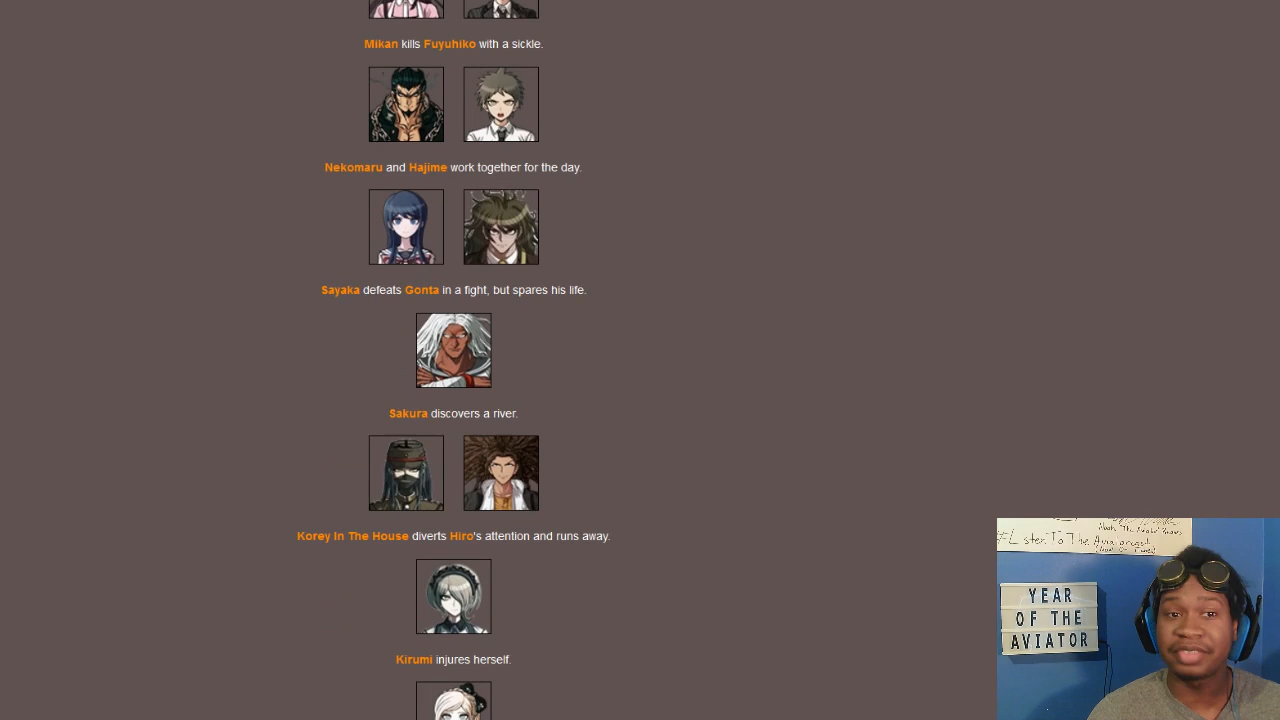 Mikan kills Fuyuhiko with a sickle.
Nekomaru and Hajime work together for the day.
Sayaka defeats Gonta in a fight, but spares his life.
Sakura discovers a river.
Korey In The House diverts Hiro's attention and runs away.
Kirumi injures herself.
#LstenToThe
YEAR
OF THE
AVIATOR